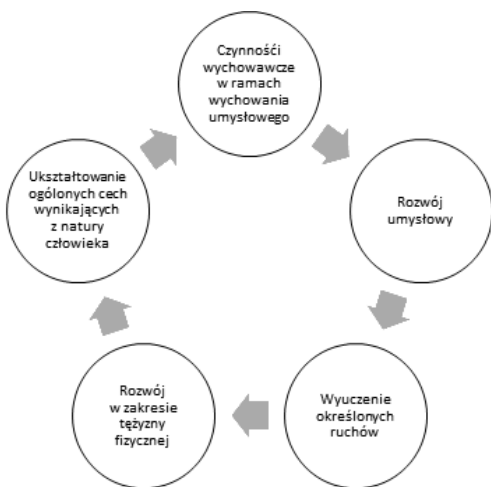 Czynnośći
wychowawcze
w ramach
wychowania
umysłowego
Rozwój
umysłowy
Wyuczenie
określonych
ruchów
Rozwój
w zakresie
tężyzny
fizycznej
Ukształtowanie
ogólonych cech
wynikających
z natury
człowieka